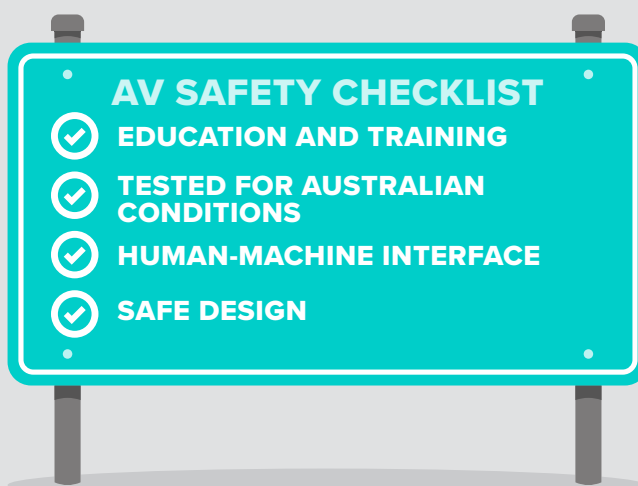 AV SAFETY CHECKLIST
EDUCATION AND TRAINING
TESTED FOR AUSTRALIAN
CONDITIONS
HUMAN-MACHINE INTERFACE
SAFE DESIGN